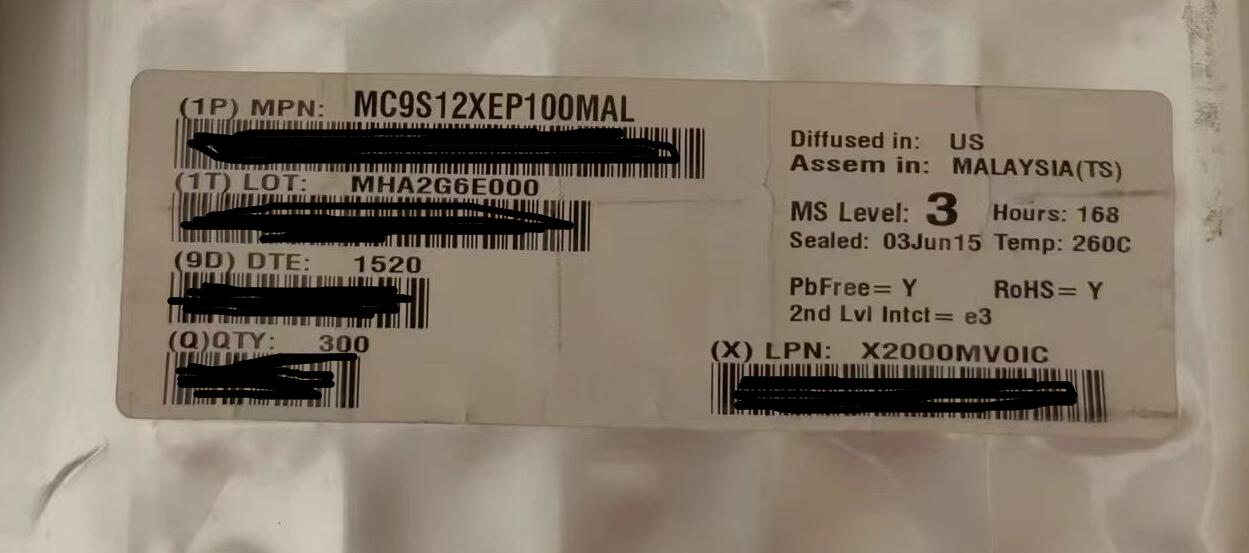 (1P) MPN: MC9S12XEP100MAL
(1T) LOT: MHA2G6E000
(9D) DTE: 1520
(Q)QTY: 300
Diffused in: US
Assem in: MALAYSIA(TS)
MS Level: 3 Hours: 168
Sealed: 03Jun15 Temp: 260C
PbFree= Y RoHS= Y
2nd Lvl Intct= e3
(X) LPN: X2000MV0IC